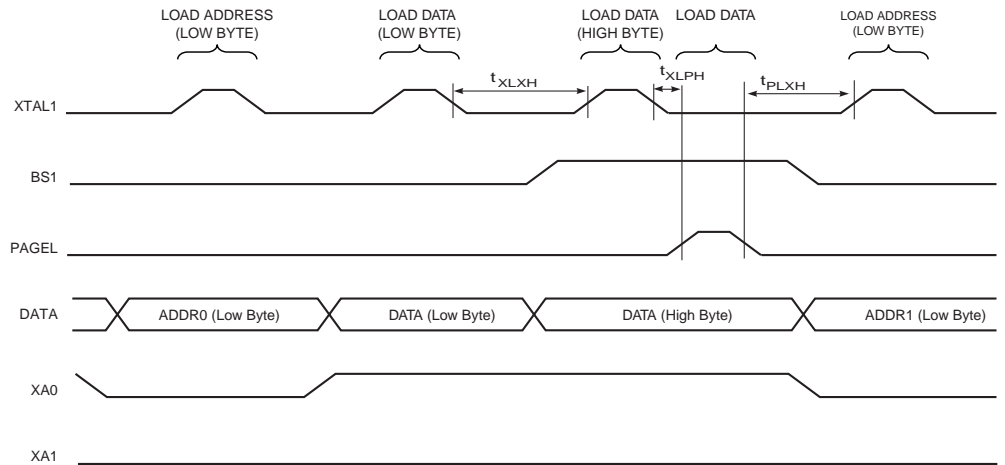 LOAD ADDRESS
(LOW BYTE)
LOAD DATA
(LOW BYTE)
LOAD DATA
(HIGH BYTE)
LOAD DATA
LOAD ADDRESS
(LOW BYTE)
tXLXH
tXLPH
tPLXH
XTAL1
BS1
PAGEL
DATA
ADDR0 (Low Byte)
DATA (Low Byte)
DATA (High Byte)
ADDR1 (Low Byte)
XA0
XA1